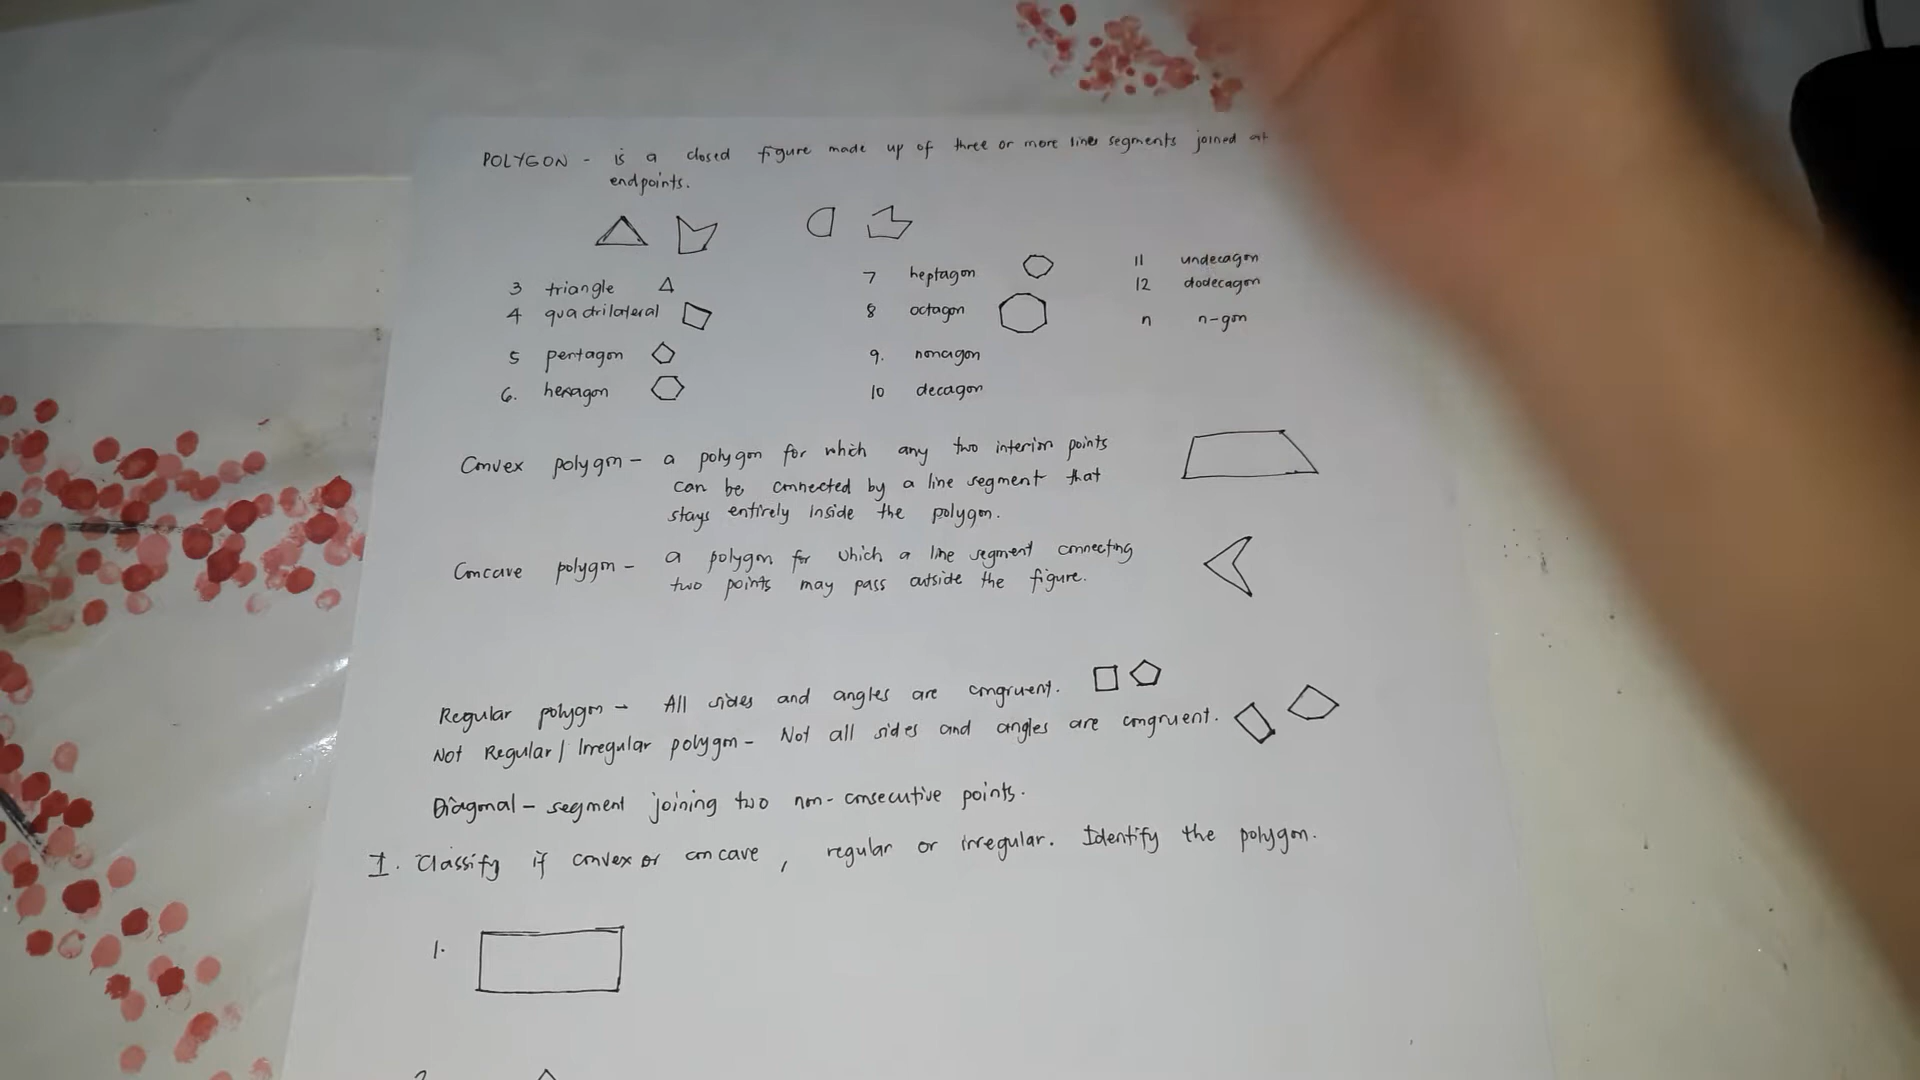 POLYGON - is a closed figure made up of three or more line segments joined at
endpoints.
3 triangle
4 quadrilateral
5 pentagon
6. hexagon
7 heptagon
8 octagon
9. nonagon
10 decagon
11 undecagon
12 dodecagon
n n-gon
Convex polygon - a polygon for which any two interior points
can be connected by a line segment that
stays entirely inside the polygon.
Concave polygon - a polygon for which a line segment connecting
two points may pass outside the figure.
Regular polygon - All sides and angles are congruent.
Not Regular / Irregular polygon - Not all sides and angles are congruent.
Diagonal - segment joining two non-consecutive points.
I. Classify if convex or concave, regular or irregular. Identify the polygon.
1.